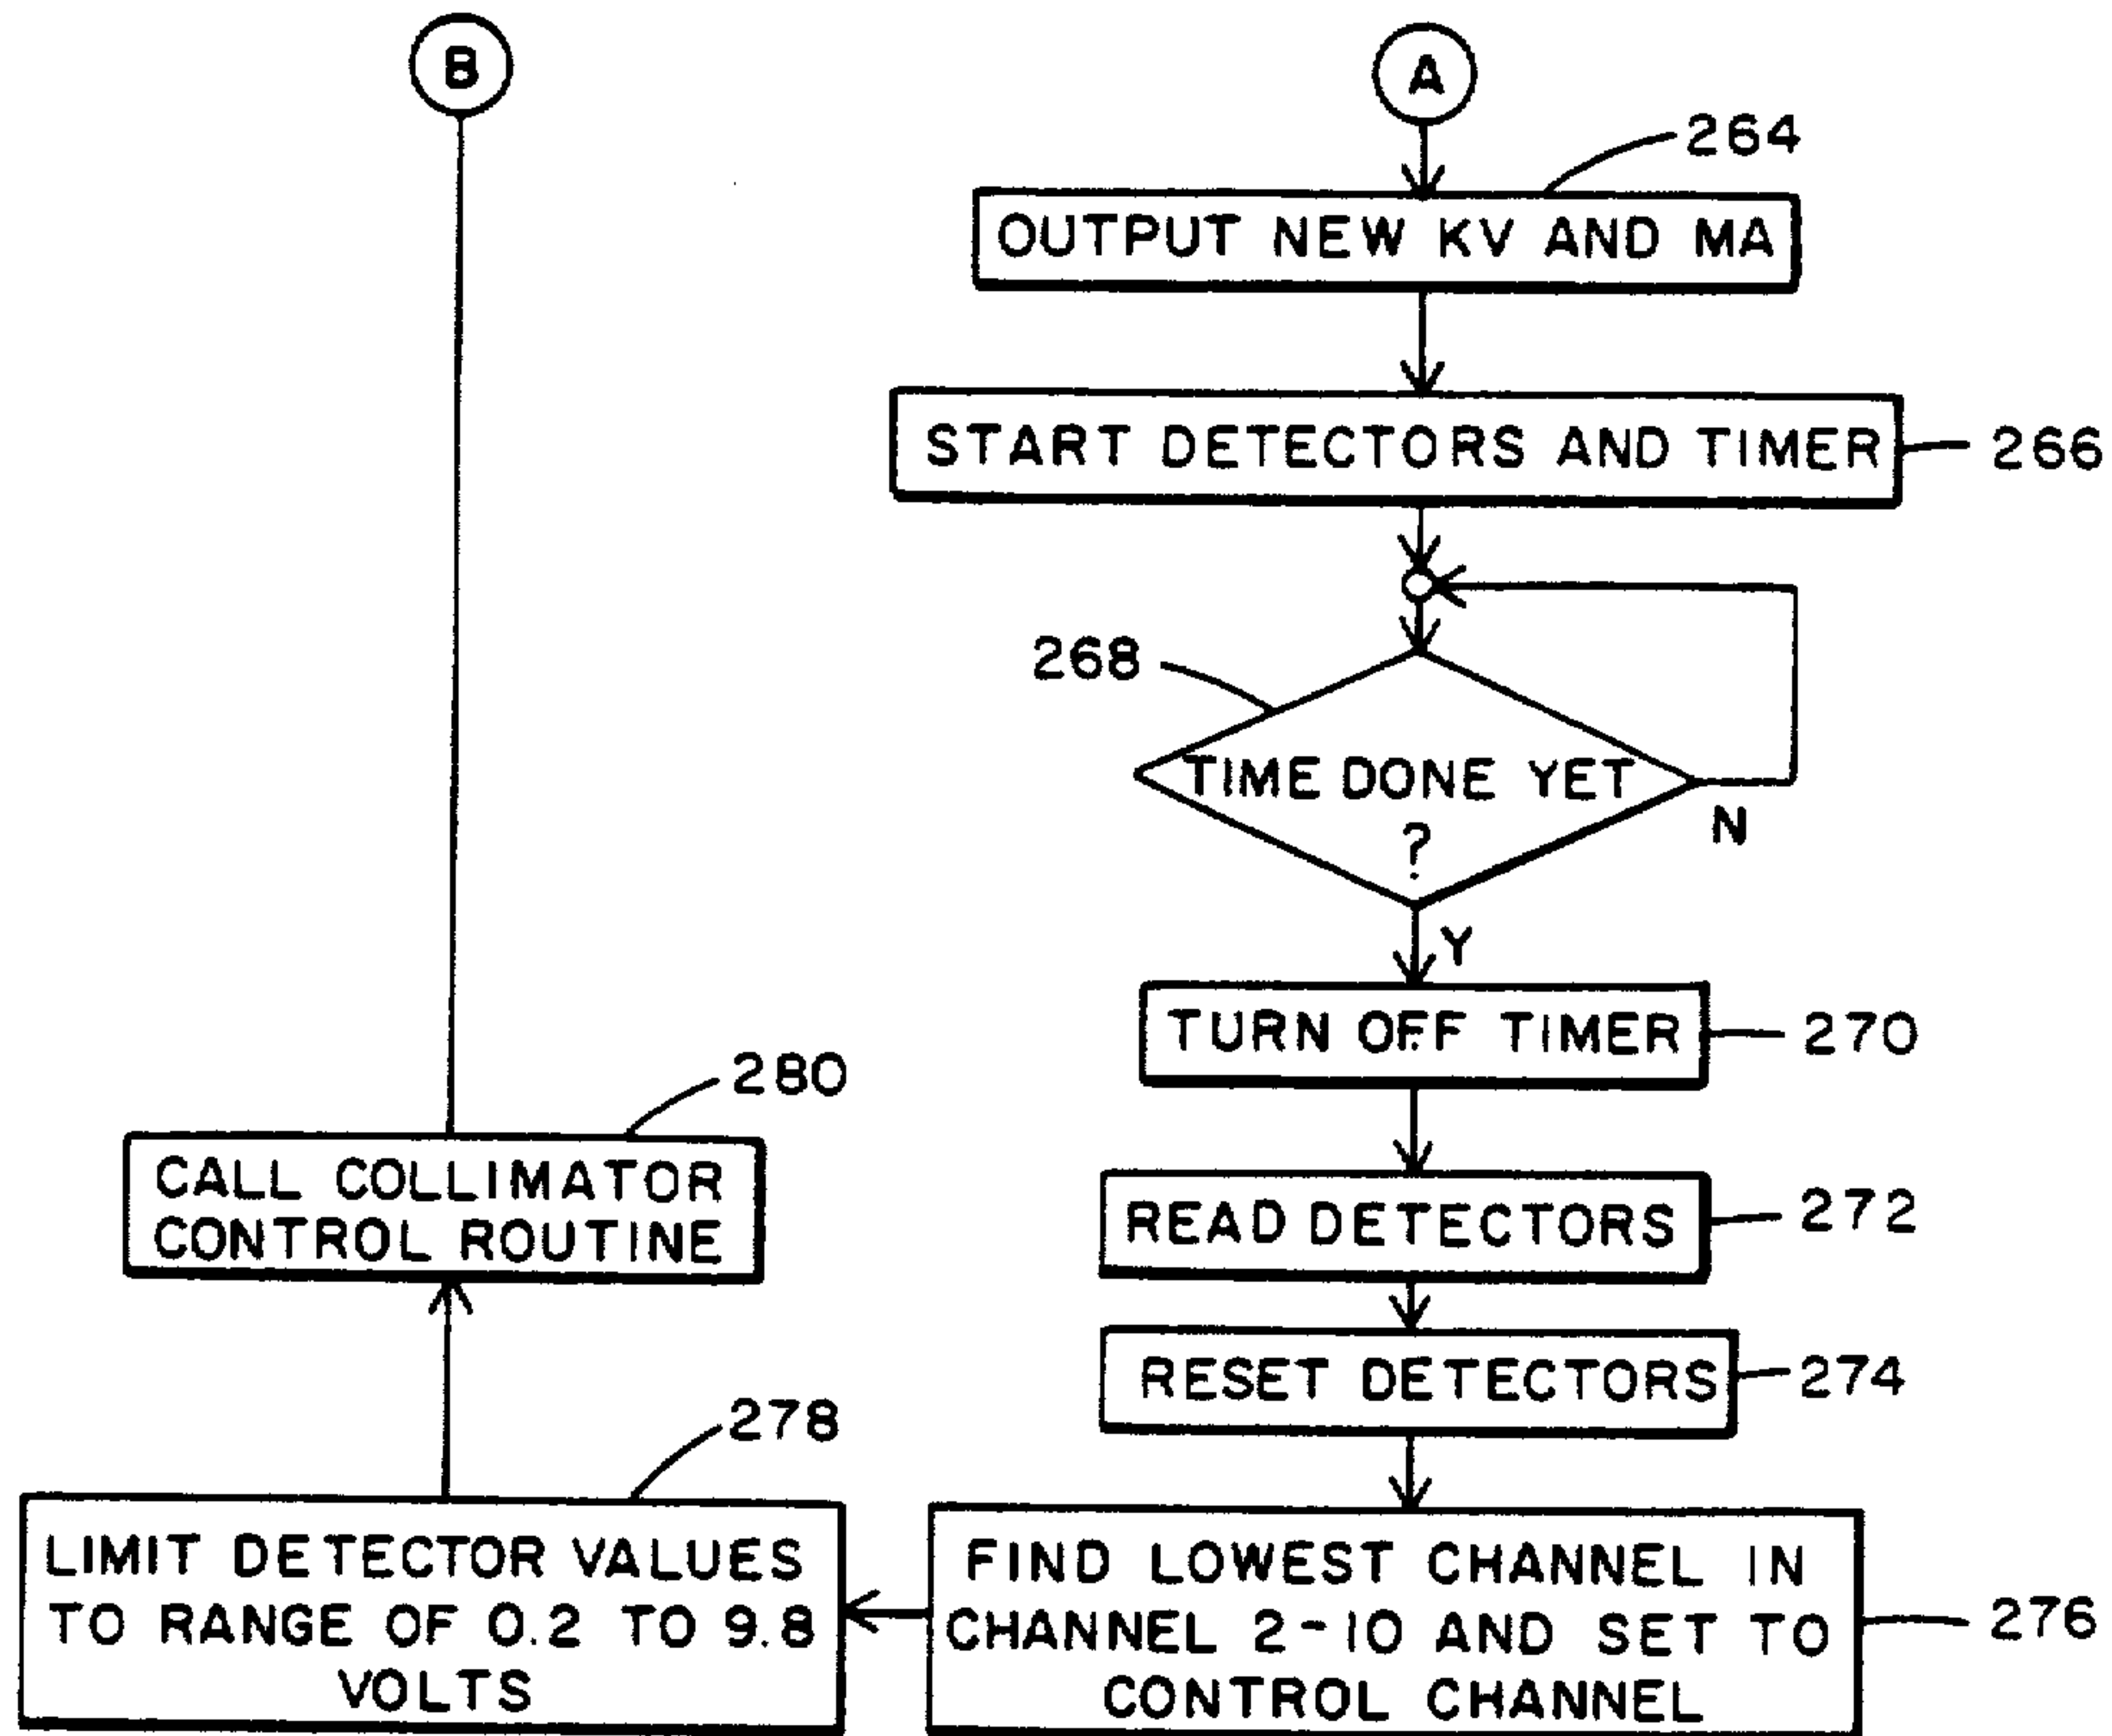 B
A
264
OUTPUT NEW KV AND MA
START DETECTORS AND TIMER
266
268
TIME DONE YET
?
N
Y
TURN OFF TIMER
270
READ DETECTORS
272
RESET DETECTORS
274
FIND LOWEST CHANNEL IN
CHANNEL 2-10 AND SET TO
CONTROL CHANNEL
276
278
LIMIT DETECTOR VALUES
TO RANGE OF 0.2 TO 9.8
VOLTS
280
CALL COLLIMATOR
CONTROL ROUTINE